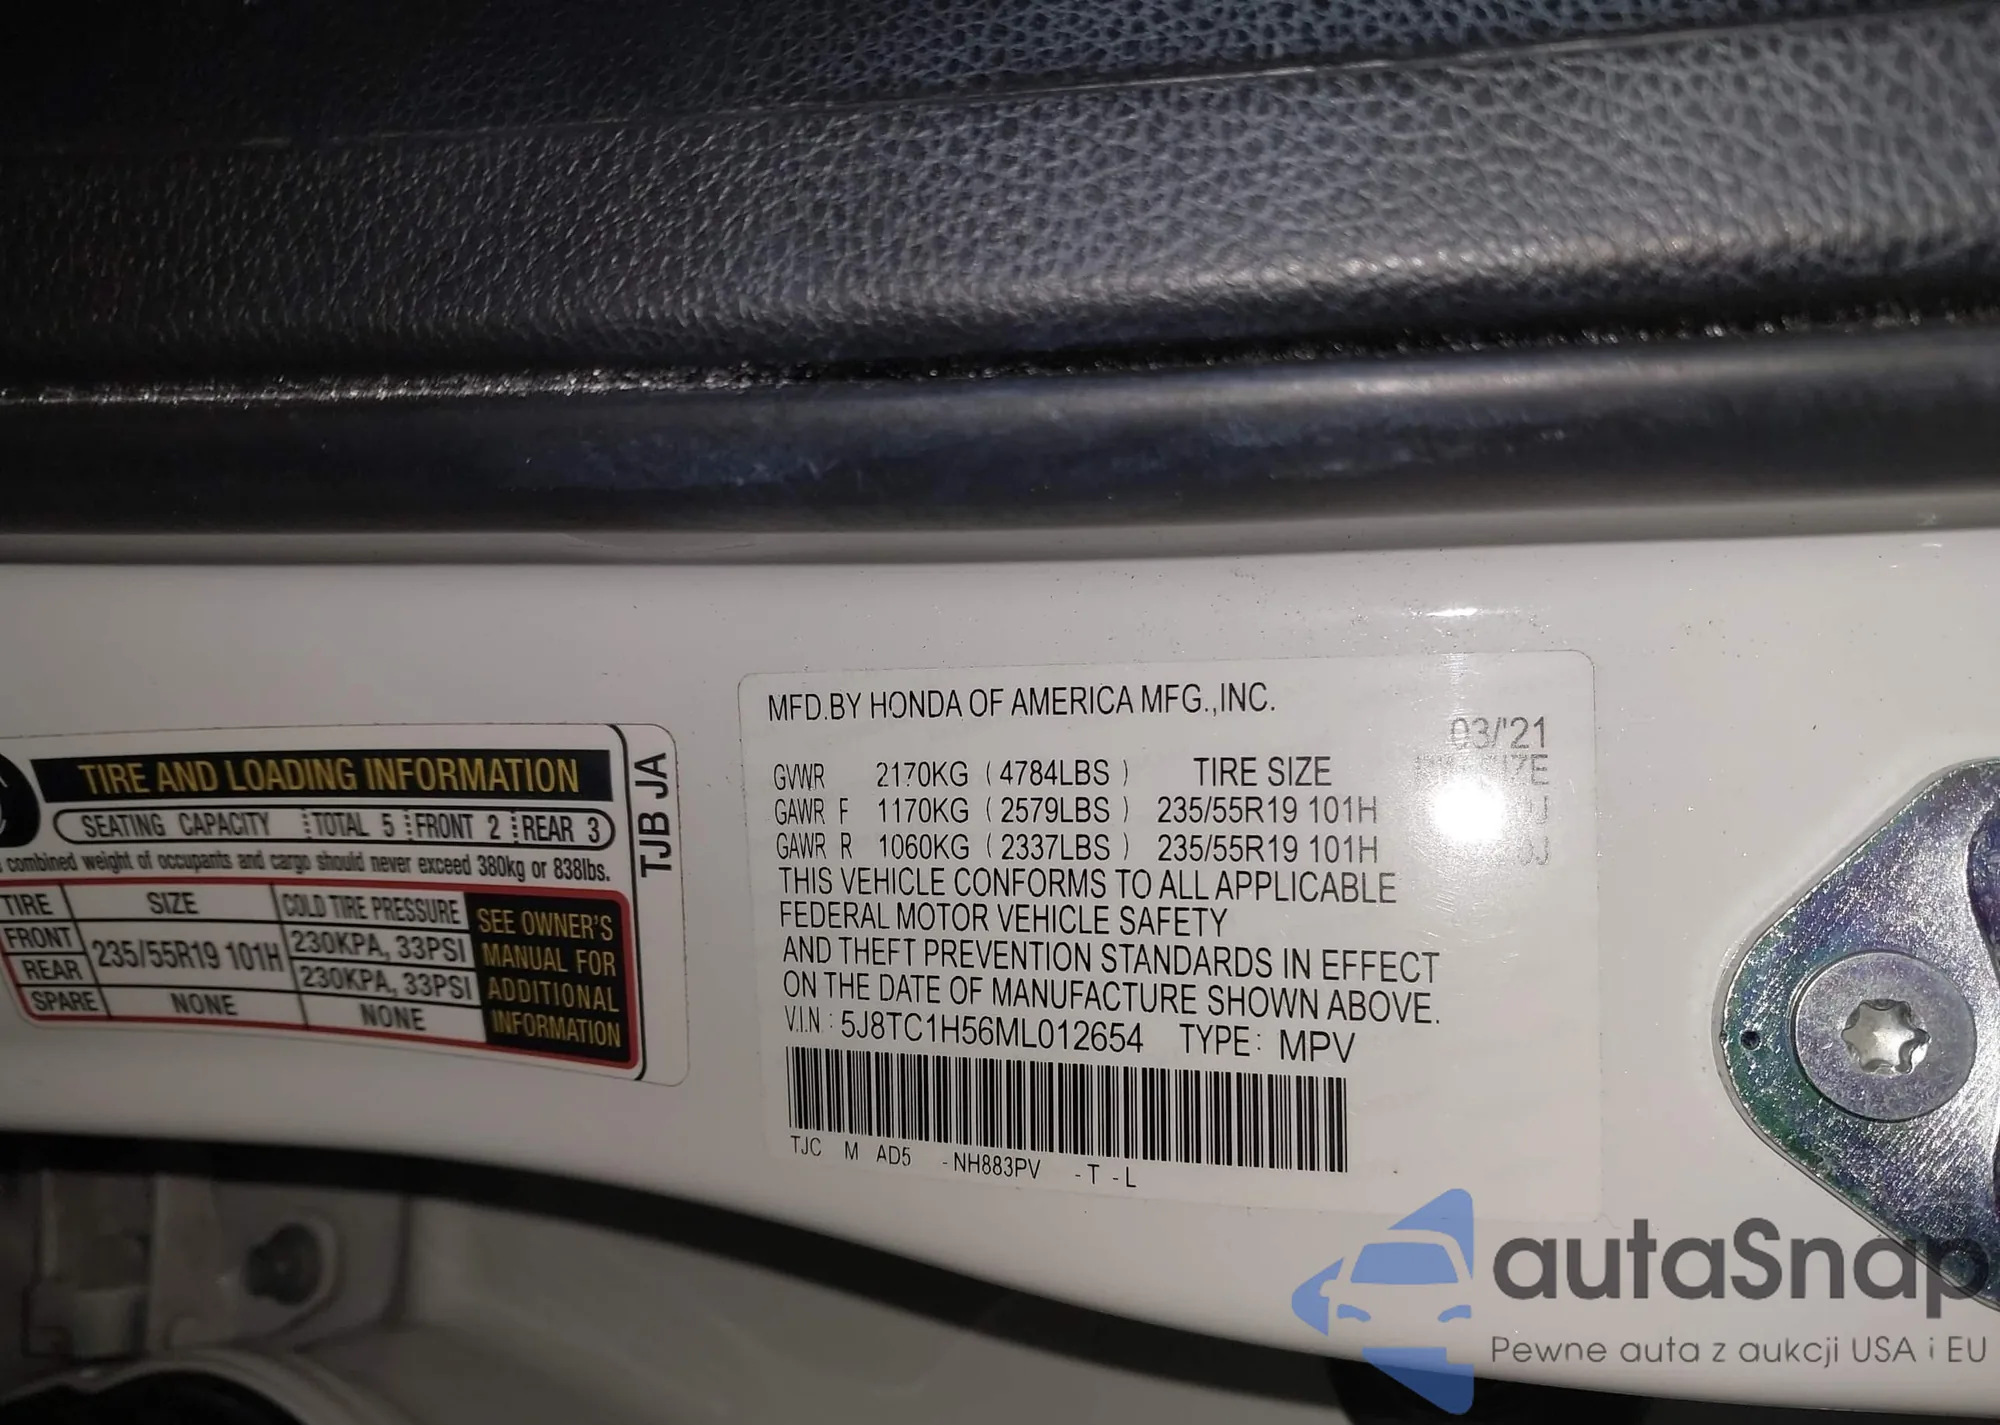 TIRE AND LOADING INFORMATION
SEATING CAPACITY TOTAL 5 FRONT 2 REAR 3
combined weight of occupants and cargo should never exceed 380kg or 838lbs.
TIRE SIZE COLD TIRE PRESSURE
FRONT 235/55R19 101H 230KPA, 33PSI
REAR 230KPA, 33PSI
SPARE NONE NONE
SEE OWNER'S
MANUAL FOR
ADDITIONAL
INFORMATION
TJB JA
MFD.BY HONDA OF AMERICA MFG.,INC.
03/'21
GVWR 2170KG (4784LBS) TIRE SIZE
GAWR F 1170KG (2579LBS) 235/55R19 101H
GAWR R 1060KG (2337LBS) 235/55R19 101H
THIS VEHICLE CONFORMS TO ALL APPLICABLE
FEDERAL MOTOR VEHICLE SAFETY
AND THEFT PREVENTION STANDARDS IN EFFECT
ON THE DATE OF MANUFACTURE SHOWN ABOVE.
V.I.N.: 5J8TC1H56ML012654 TYPE: MPV
TJC M AD5 -NH883PV -T -L
autaSnap
Pewne auta z aukcji USA i EU